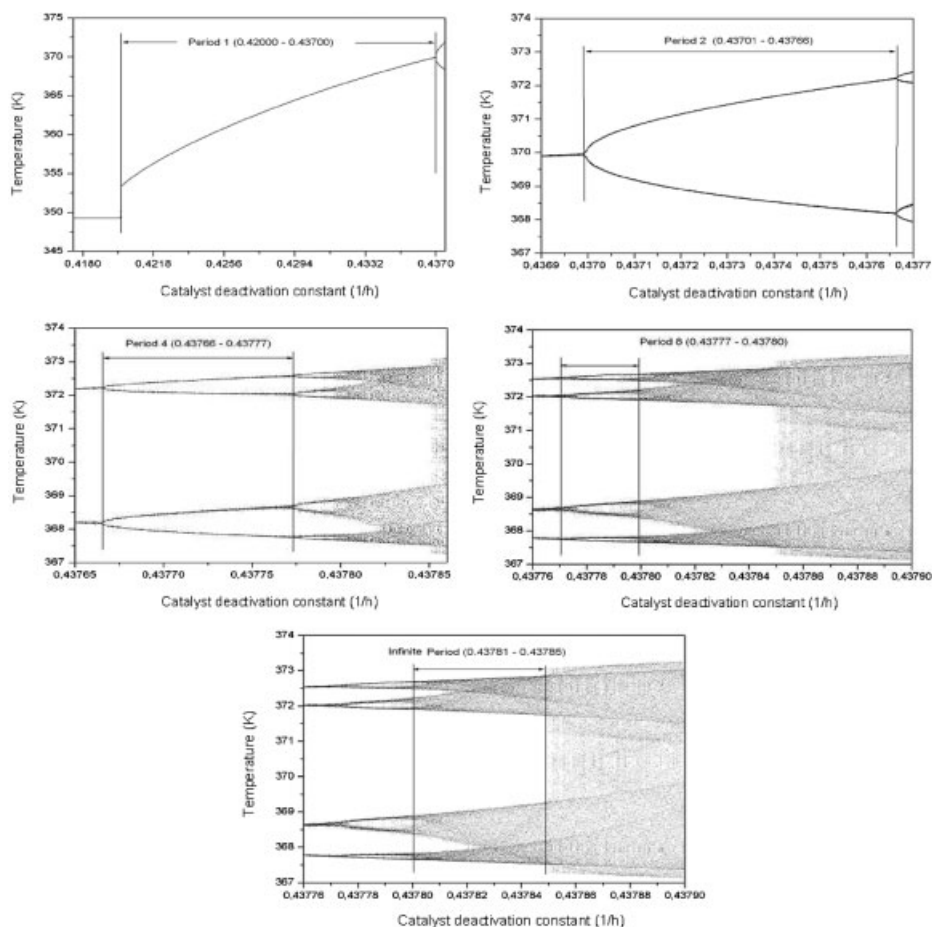 Period 1 (0.42000 - 0.43700)
375
370
365
360
355
350
345
Temperature (K)
0,4180 0,4218 0,4256 0,4294 0,4332 0,4370
Catalyst deactivation constant (1/h)
Period 2 (0.43701 - 0.43766)
374
373
372
371
370
369
368
367
Temperature (K)
0,4369 0,4370 0,4371 0,4372 0,4373 0,4374 0,4375 0,4376 0,4377
Catalyst deactivation constant (1/h)
Period 4 (0.43766 - 0.43777)
374
373
372
371
370
369
368
367
Temperature (K)
0,43765 0,43770 0,43775 0,43780 0,43785
Catalyst deactivation constant (1/h)
Period 8 (0.43777 - 0.43780)
374
373
372
371
370
369
368
367
Temperature (K)
0,43776 0,43778 0,43780 0,43782 0,43784 0,43786 0,43788 0,43790
Catalyst deactivation constant (1/h)
Infinite Period (0.43781 - 0.43785)
374
373
372
371
370
369
368
367
Temperature (K)
0,43776 0,43778 0,43780 0,43782 0,43784 0,43786 0,43788 0,43790
Catalyst deactivation constant (1/h)